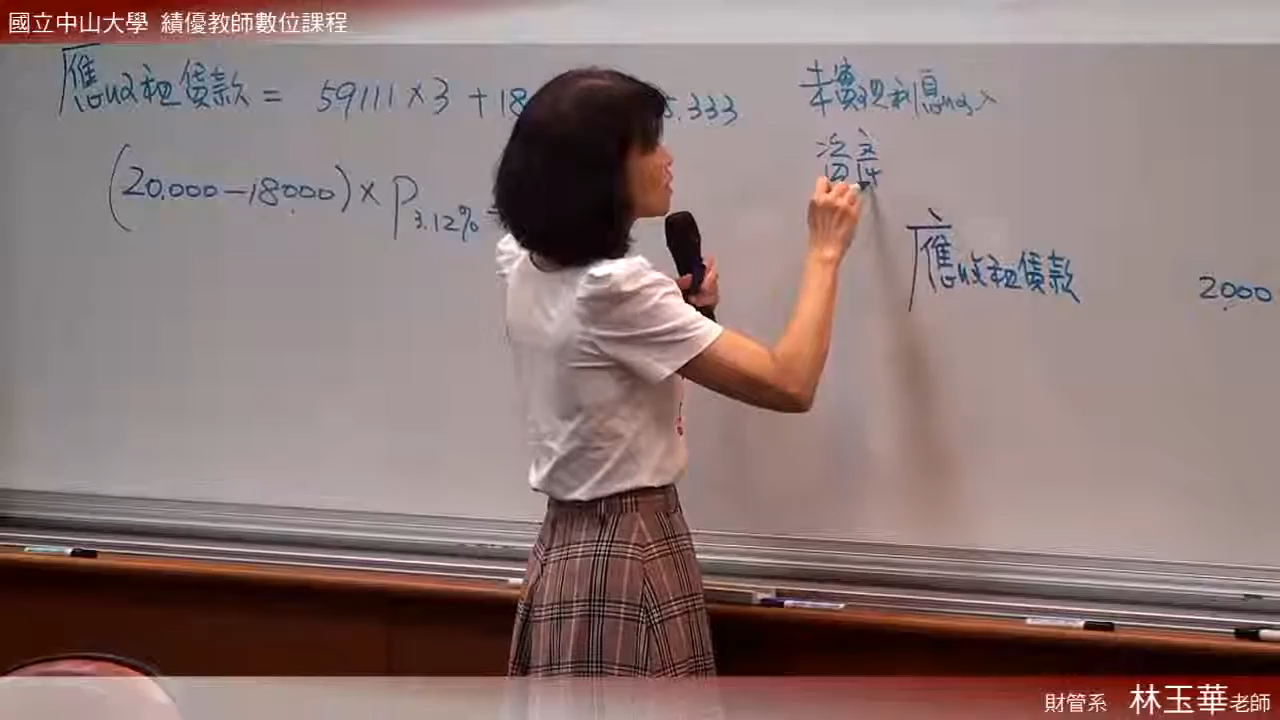 國立中山大學 績優教師數位課程
應收租賃款 = 59111×3 + 18 5.333
未實現利息收入
(20.000-18000)×P3.12%
資產
應收租賃款 2000
財管系 林玉華老師